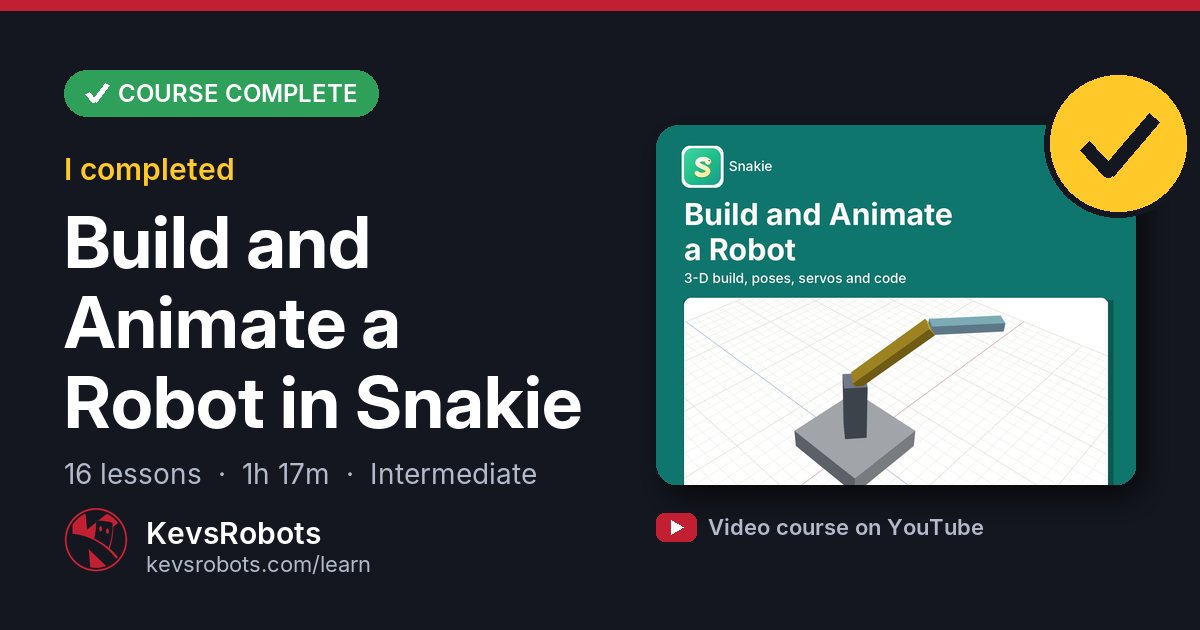 COURSE COMPLETE
I completed
Build and
Animate a
Robot in Snakie
16 lessons · 1h 17m · Intermediate
KevsRobots
kevsrobots.com/learn
S
Snakie
Build and Animate
a Robot
3-D build, poses, servos and code
Video course on YouTube